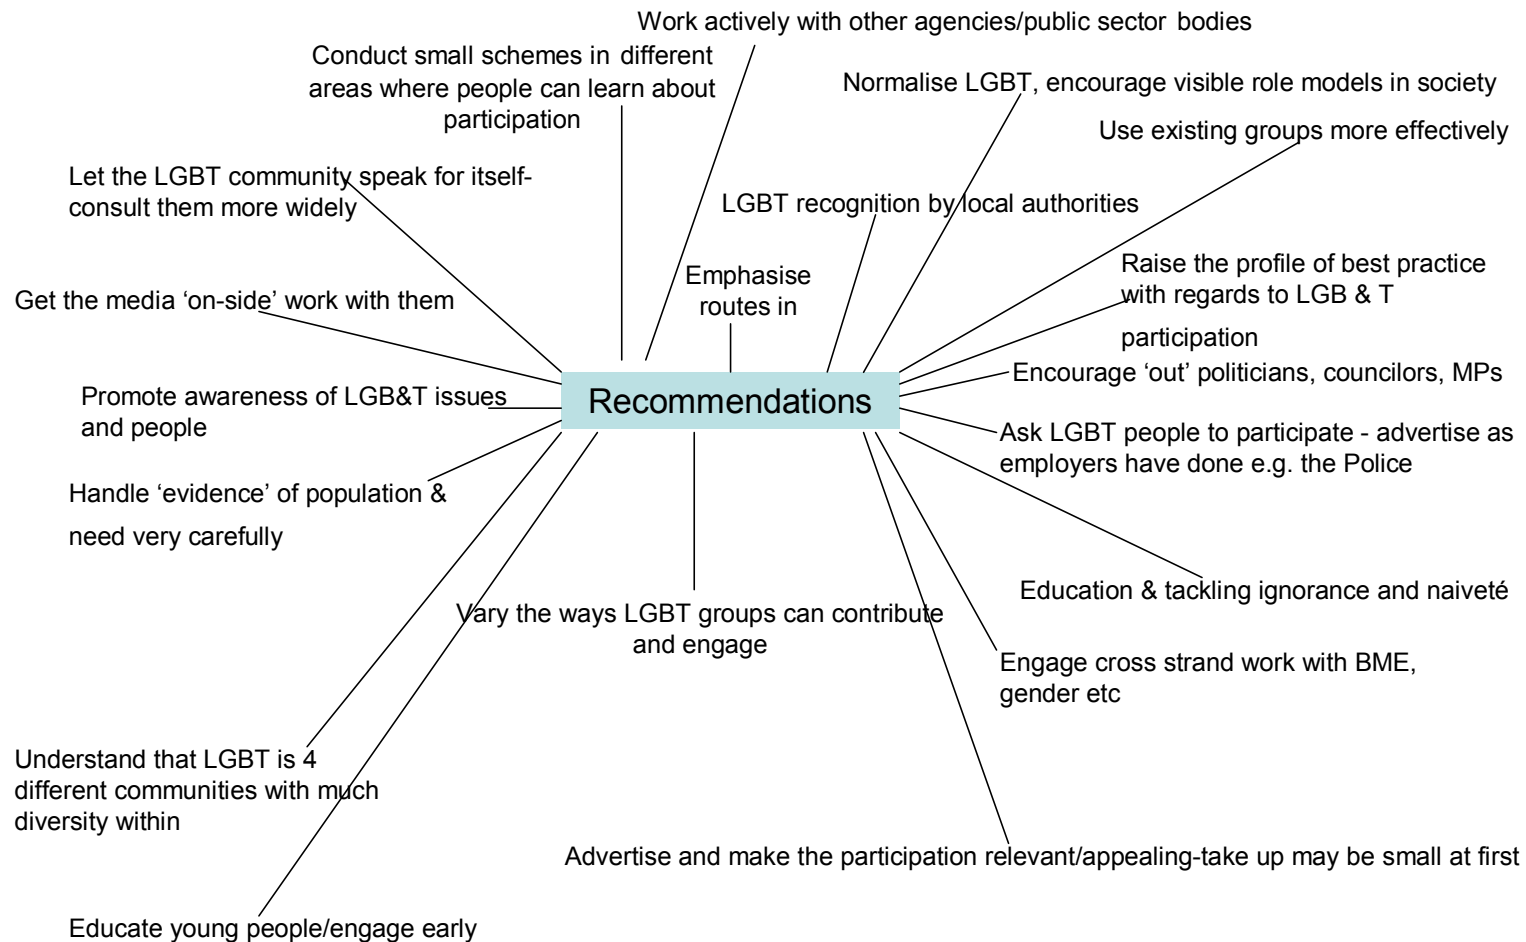 Work actively with other agencies/public sector bodies
Conduct small schemes in different
areas where people can learn about
participation
Normalise LGBT, encourage visible role models in society
Use existing groups more effectively
Let the LGBT community speak for itself-
consult them more widely
LGBT recognition by local authorities
Emphasise
routes in
Raise the profile of best practice
with regards to LGB & T
participation
Get the media ‘on-side’ work with them
Encourage ‘out’ politicians, councilors, MPs
Promote awareness of LGB&T issues
and people
Recommendations
Ask LGBT people to participate - advertise as
employers have done e.g. the Police
Handle ‘evidence’ of population &
need very carefully
Education & tackling ignorance and naiveté
Vary the ways LGBT groups can contribute
and engage
Engage cross strand work with BME,
gender etc
Understand that LGBT is 4
different communities with much
diversity within
Advertise and make the participation relevant/appealing-take up may be small at first
Educate young people/engage early